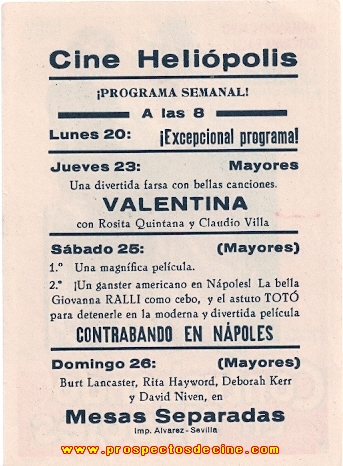 Cine Heliópolis
¡PROGRAMA SEMANAL!
A las 8
Lunes 20: ¡Excepcional programa!
Jueves 23: Mayores
Una divertida farsa con bellas canciones.
VALENTINA
con Rosita Quintana y Claudio Villa
Sábado 25: (Mayores)
1.º Una magnífica película.
2.º ¡Un ganster americano en Nápoles! La bella
Giovanna RALLI como cebo, y el astuto TOTÓ
para detenerle en la moderna y divertida película
CONTRABANDO EN NÁPOLES
Domingo 26: (Mayores)
Burt Lancaster, Rita Hayword, Deborah Kerr
y David Niven, en
Mesas Separadas
Imp. Alvarez - Sevilla
www.prospectosdecine.com